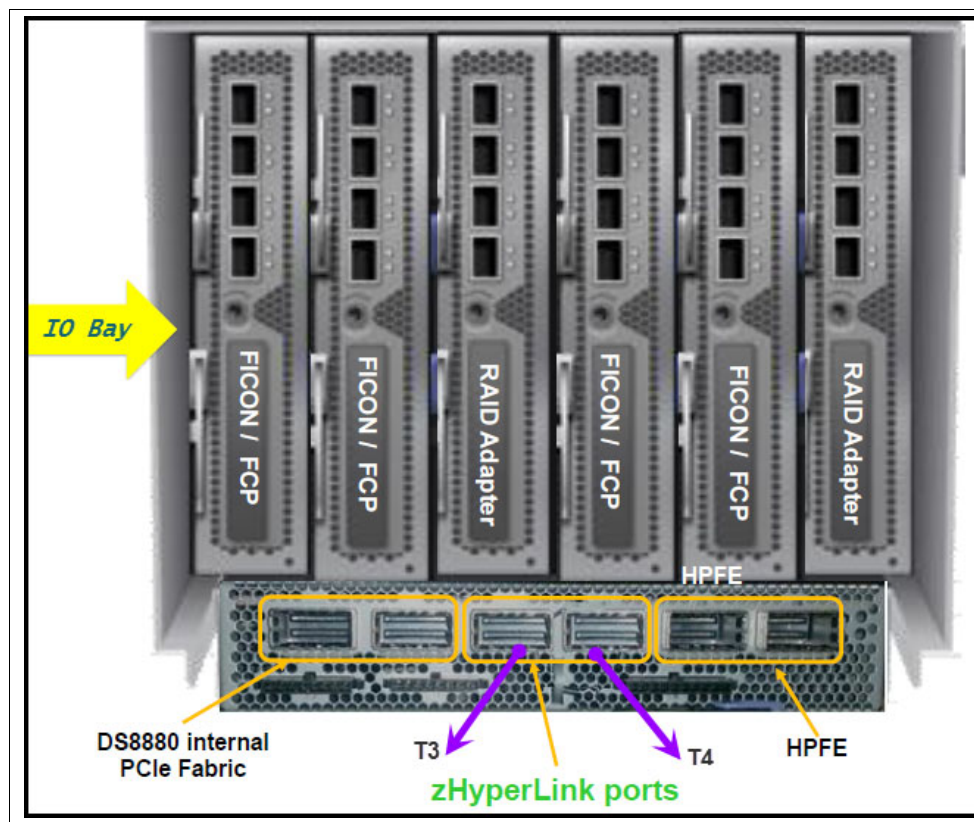 IO Bay
FICON / FCP
FICON / FCP
RAID Adapter
FICON / FCP
FICON / FCP
RAID Adapter
HPFE
DS8880 internal
PCIe Fabric
T3
T4
HPFE
zHyperLink ports